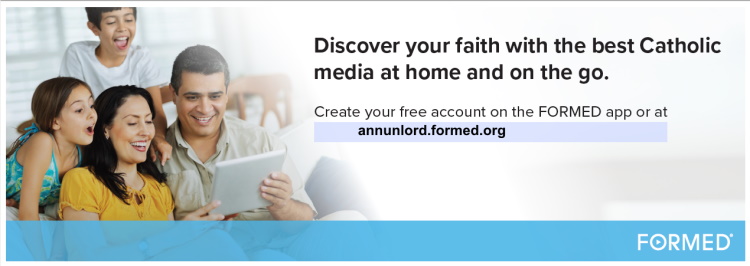 Discover your faith with the best Catholic
media at home and on the go.
Create your free account on the FORMED app or at
annunlord.formed.org
FORMED®